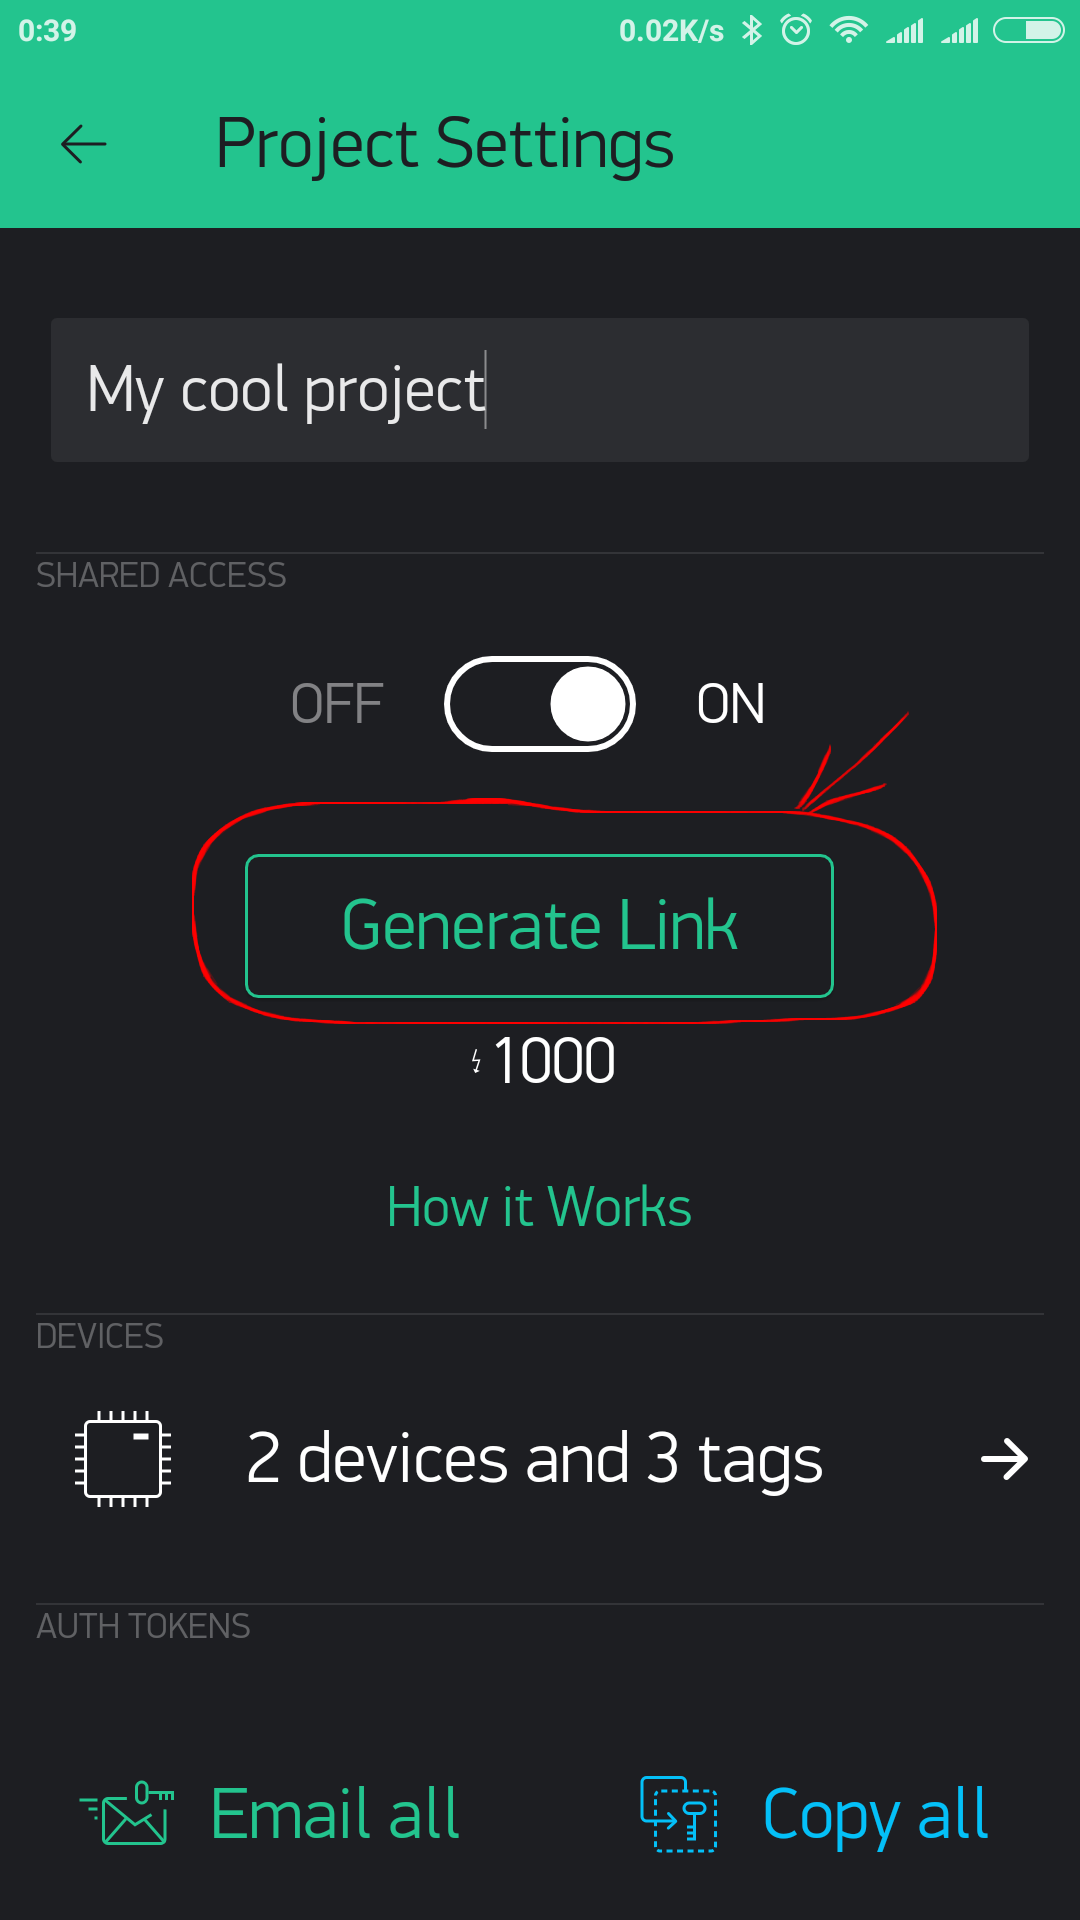 0:39 0.02K/s
Project Settings
My cool project
SHARED ACCESS
OFF ON
Generate Link
1000
How it Works
DEVICES
2 devices and 3 tags
AUTH TOKENS
Email all Copy all